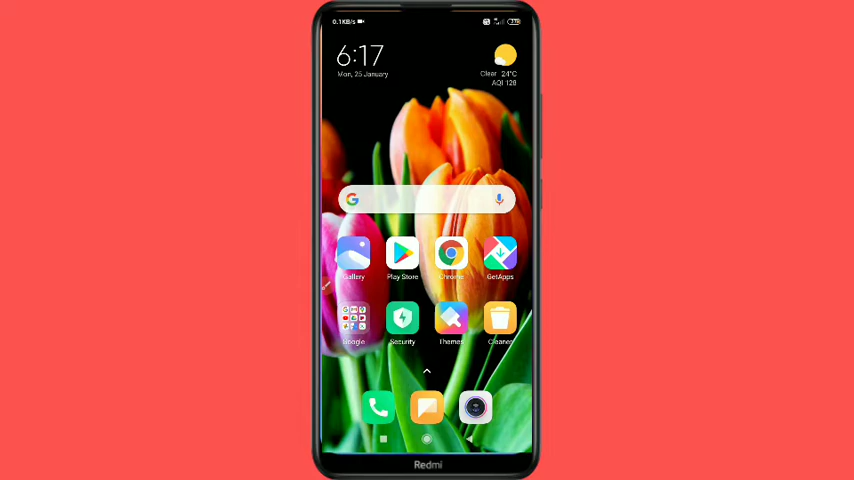 0.1KB/s
6:17
Mon, 25 January
Clear 24°C
AQI 128
Gallery Play Store Chrome GetApps
Google Security Themes Cleaner
Redmi